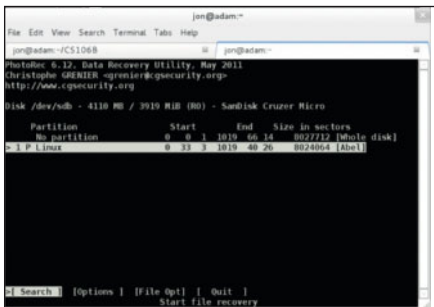 jon@adam:~
File Edit View Search Terminal Tabs Help
jon@adam:~/CS106B
jon@adam:~
PhotoRec 6.12, Data Recovery Utility, May 2011
Christophe GRENIER <grenier@cgsecurity.org>
http://www.cgsecurity.org
Disk /dev/sdb - 4110 MB / 3919 MiB (RO) - SanDisk Cruzer Micro
Partition Start End Size in sectors
No partition 0 0 1 1019 66 14 8027712 [Whole disk]
> 1 P Linux 0 33 3 1019 40 26 8024064 [Abel]
>[ Search ] [Options ] [File Opt] [ Quit ]
Start file recovery